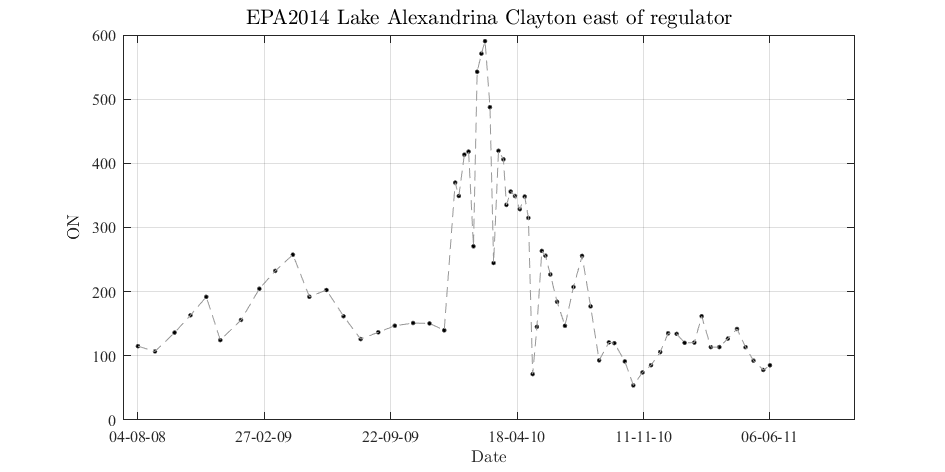 EPA2014 Lake Alexandrina Clayton east of regulator
600
500
400
300
200
100
0
ON
04-08-08 27-02-09 22-09-09 18-04-10 11-11-10 06-06-11
Date